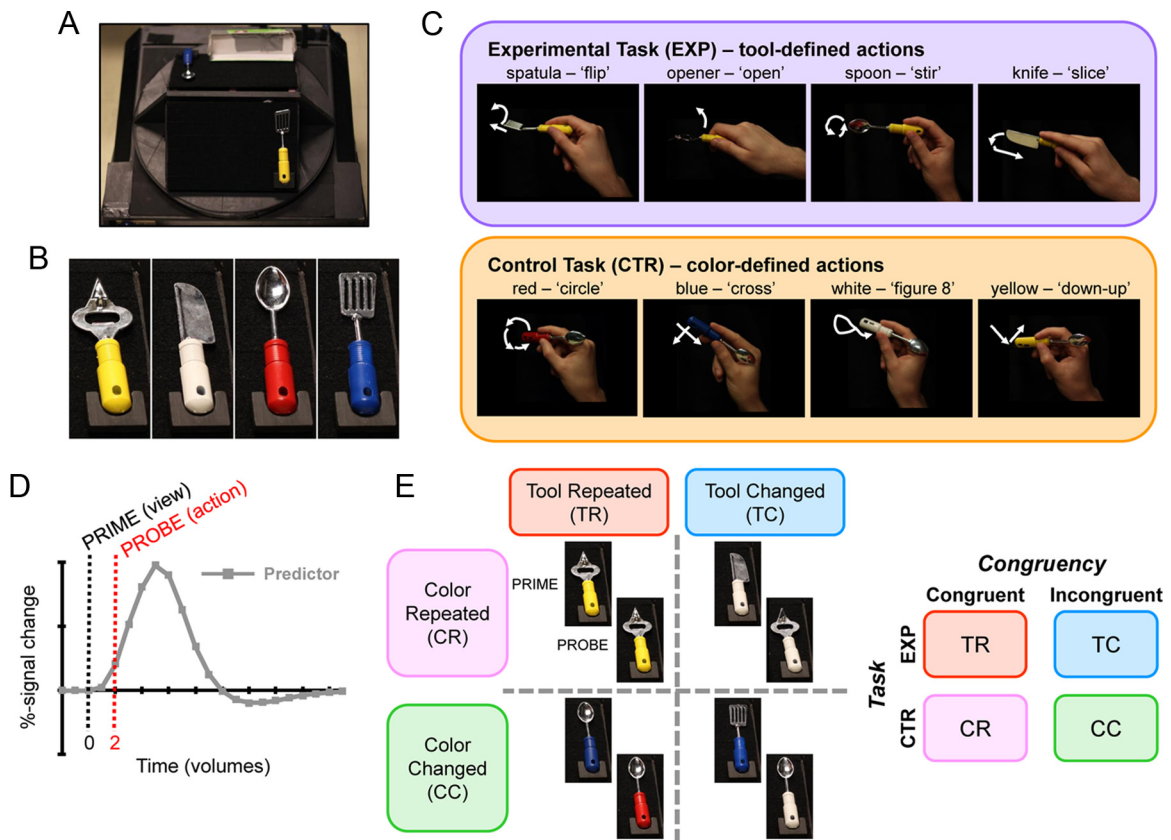 A
B
C
Experimental Task (EXP) – tool-defined actions
spatula – ‘flip’
opener – ‘open’
spoon – ‘stir’
knife – ‘slice’
Control Task (CTR) – color-defined actions
red – ‘circle’
blue – ‘cross’
white – ‘figure 8’
yellow – ‘down-up’
D
PRIME (view)
PROBE (action)
Predictor
%-signal change
0
2
Time (volumes)
E
Tool Repeated
(TR)
Tool Changed
(TC)
Color
Repeated
(CR)
PRIME
PROBE
Color
Changed
(CC)
Congruency
Congruent
Incongruent
Task
EXP
TR
TC
CTR
CR
CC